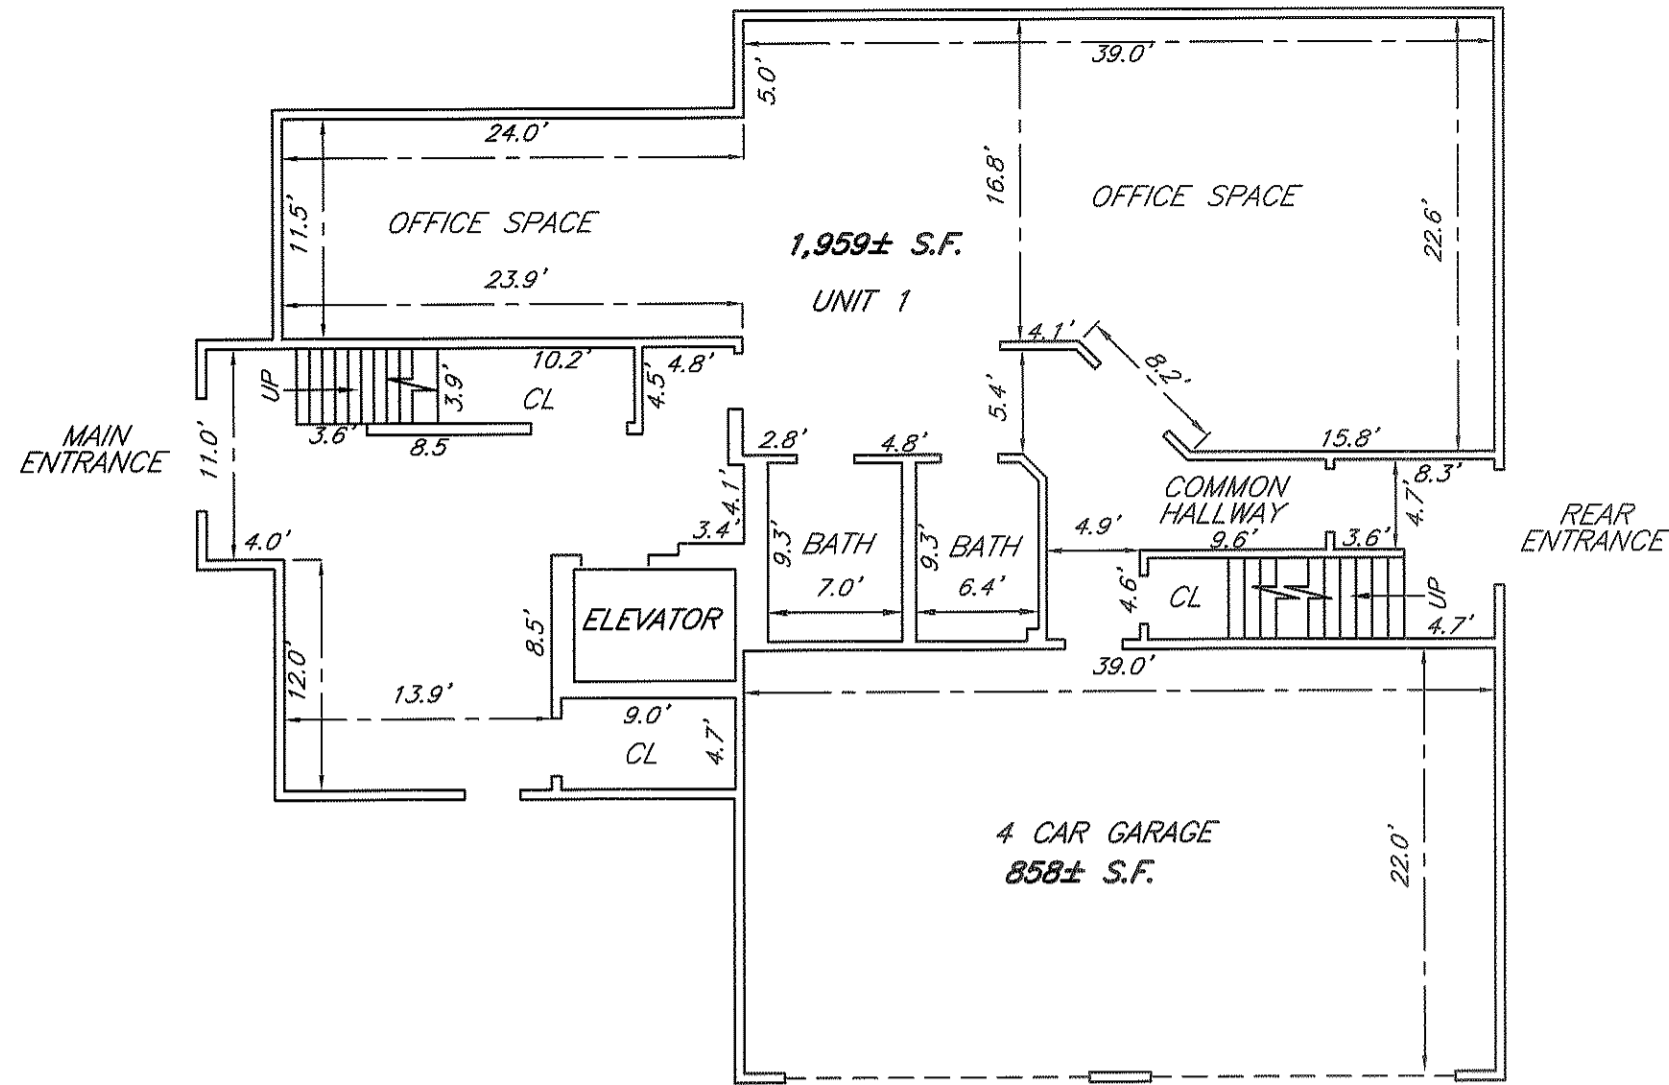 39.0'
5.0'
24.0'
11.5'
OFFICE SPACE
23.9'
16.8'
OFFICE SPACE
22.6'
1,959± S.F.
UNIT 1
4.1'
8.2'
10.2'
4.8'
UP
3.9'
CL
4.5'
5.4'
3.6'
8.5
2.8'
4.8'
15.8'
8.3'
MAIN
ENTRANCE
11.0'
4.0'
4.1'
3.4'
9.3'
BATH
7.0'
9.3'
BATH
6.4'
4.9'
COMMON
HALLWAY
9.6'
3.6'
4.7'
REAR
ENTRANCE
4.6'
CL
UP
4.7'
ELEVATOR
8.5'
12.0'
13.9'
9.0'
CL
4.7'
39.0'
4 CAR GARAGE
858± S.F.
22.0'